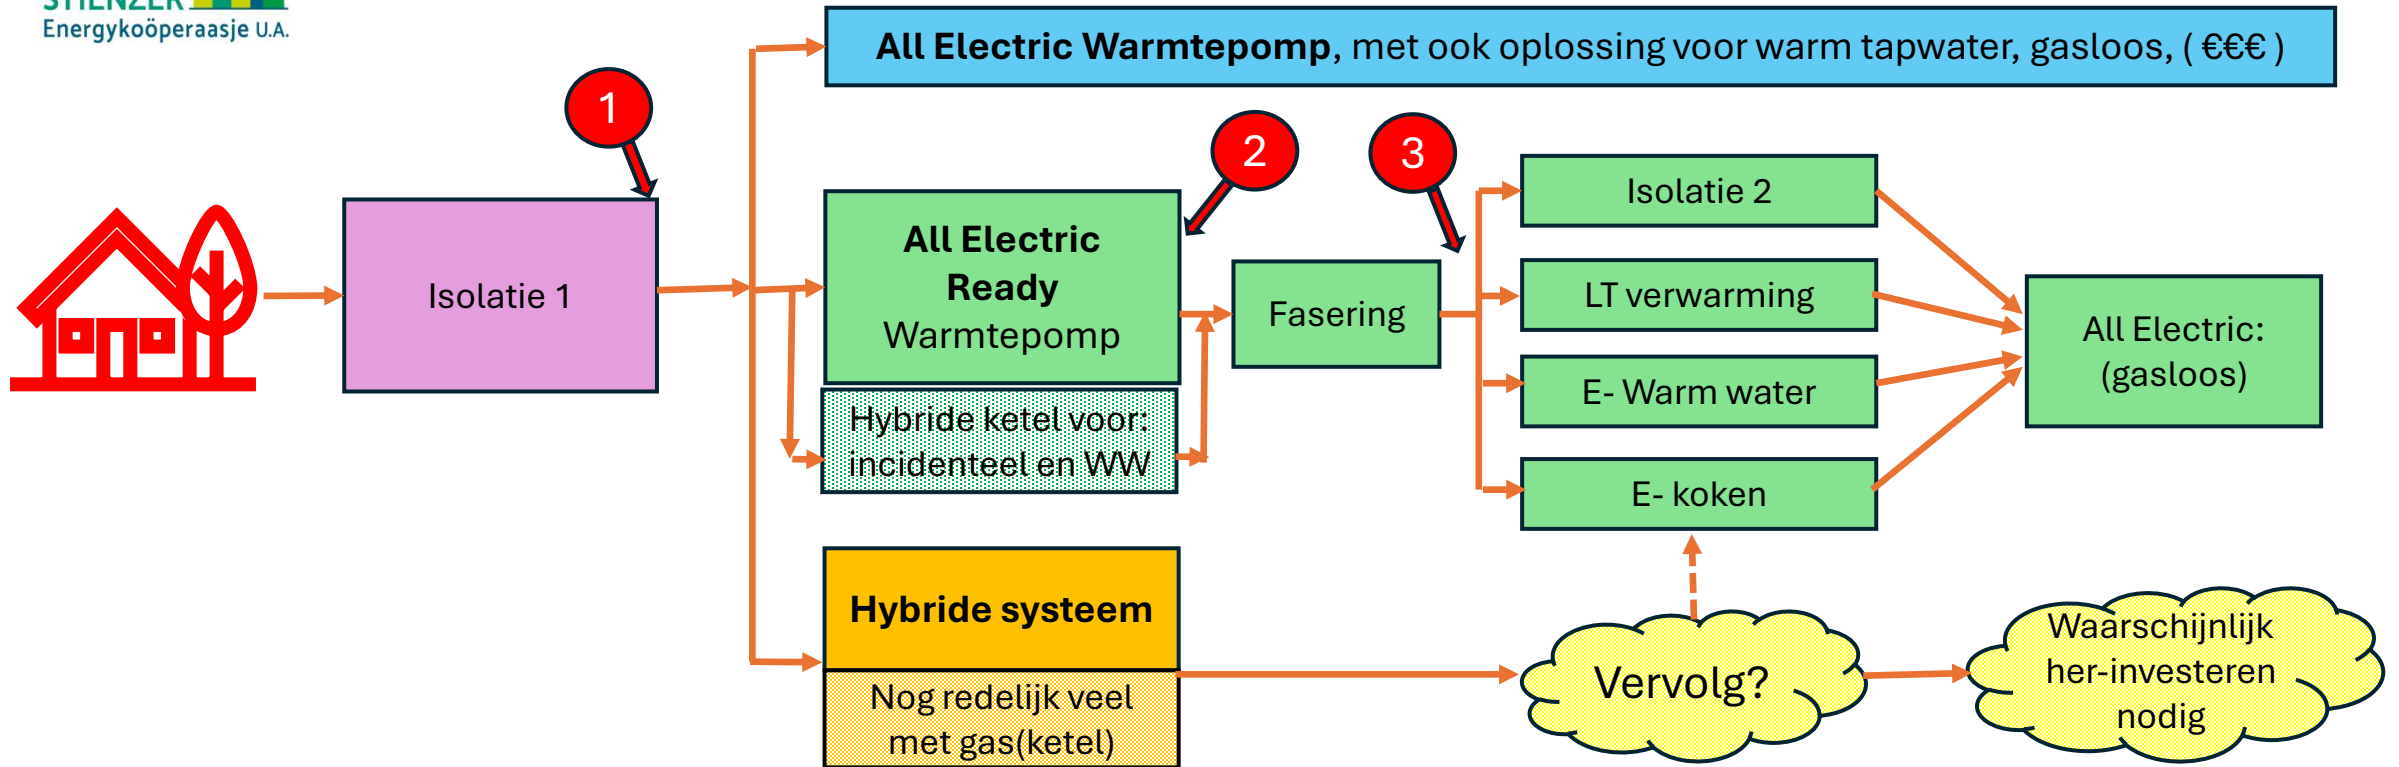 STIENZER
Energykoöperaasje U.A.
All Electric Warmtepomp, met ook oplossing voor warm tapwater, gasloos, ( €€€ )
1
2
3
Isolatie 1
All Electric
Ready
Warmtepomp
Hybride ketel voor:
incidenteel en WW
Fasering
Isolatie 2
LT verwarming
E- Warm water
E- koken
All Electric:
(gasloos)
Hybride systeem
Nog redelijk veel
met gas(ketel)
Vervolg?
Waarschijnlijk
her-investeren
nodig